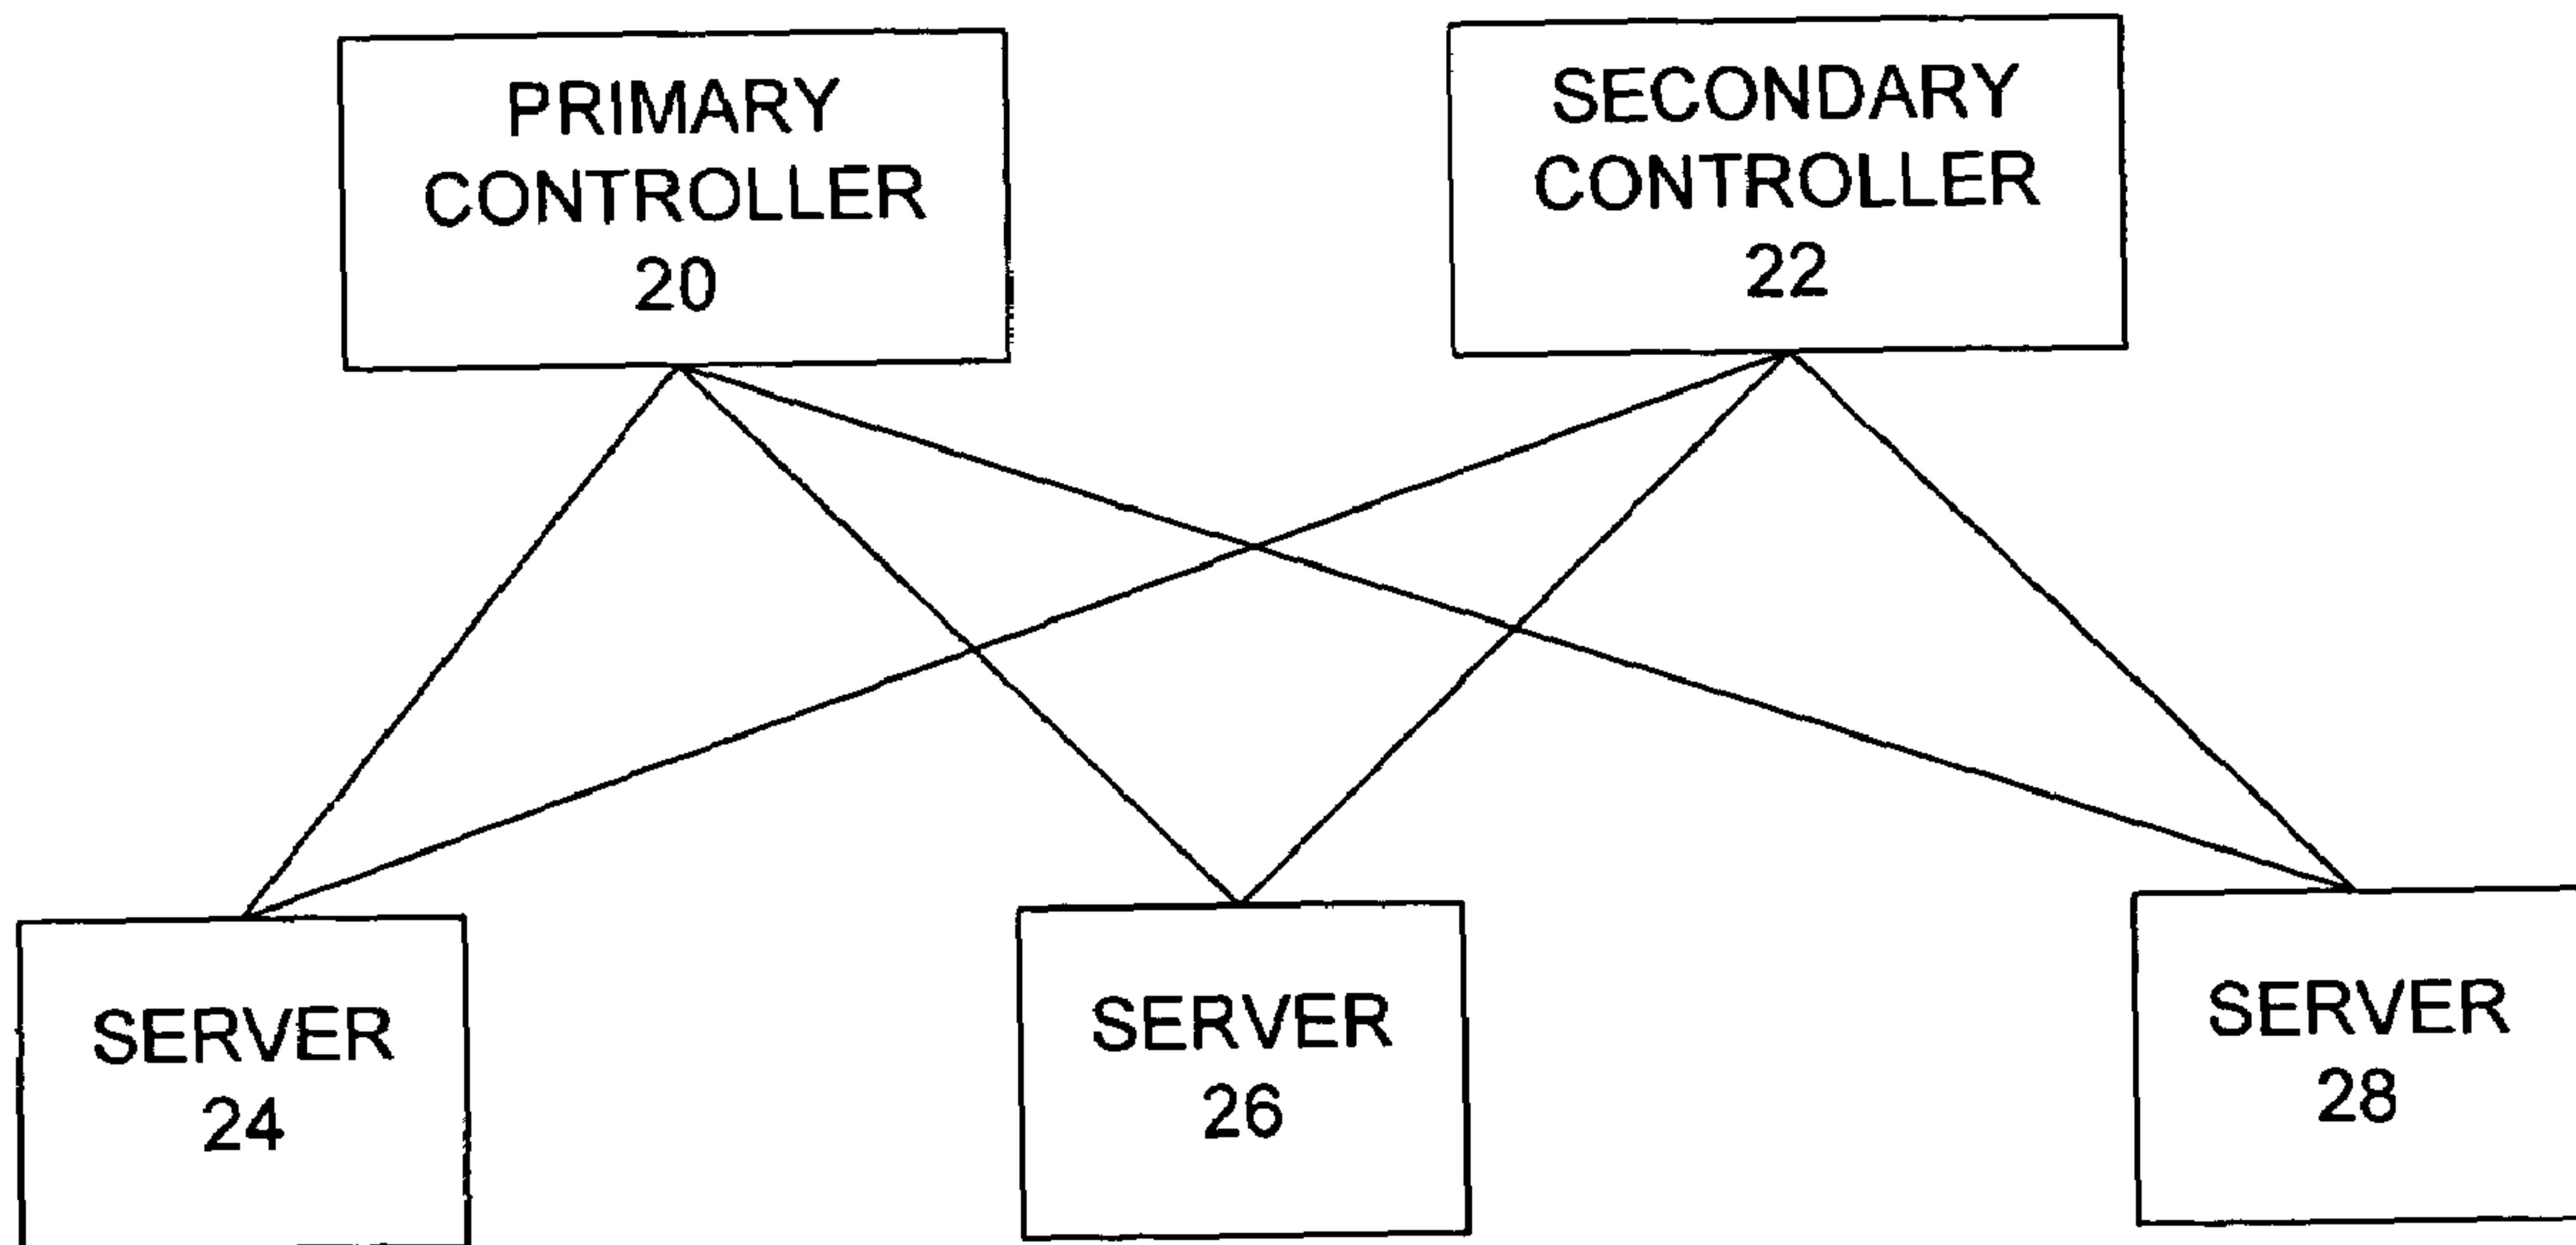 PRIMARY
CONTROLLER
20
SECONDARY
CONTROLLER
22
SERVER
24
SERVER
26
SERVER
28